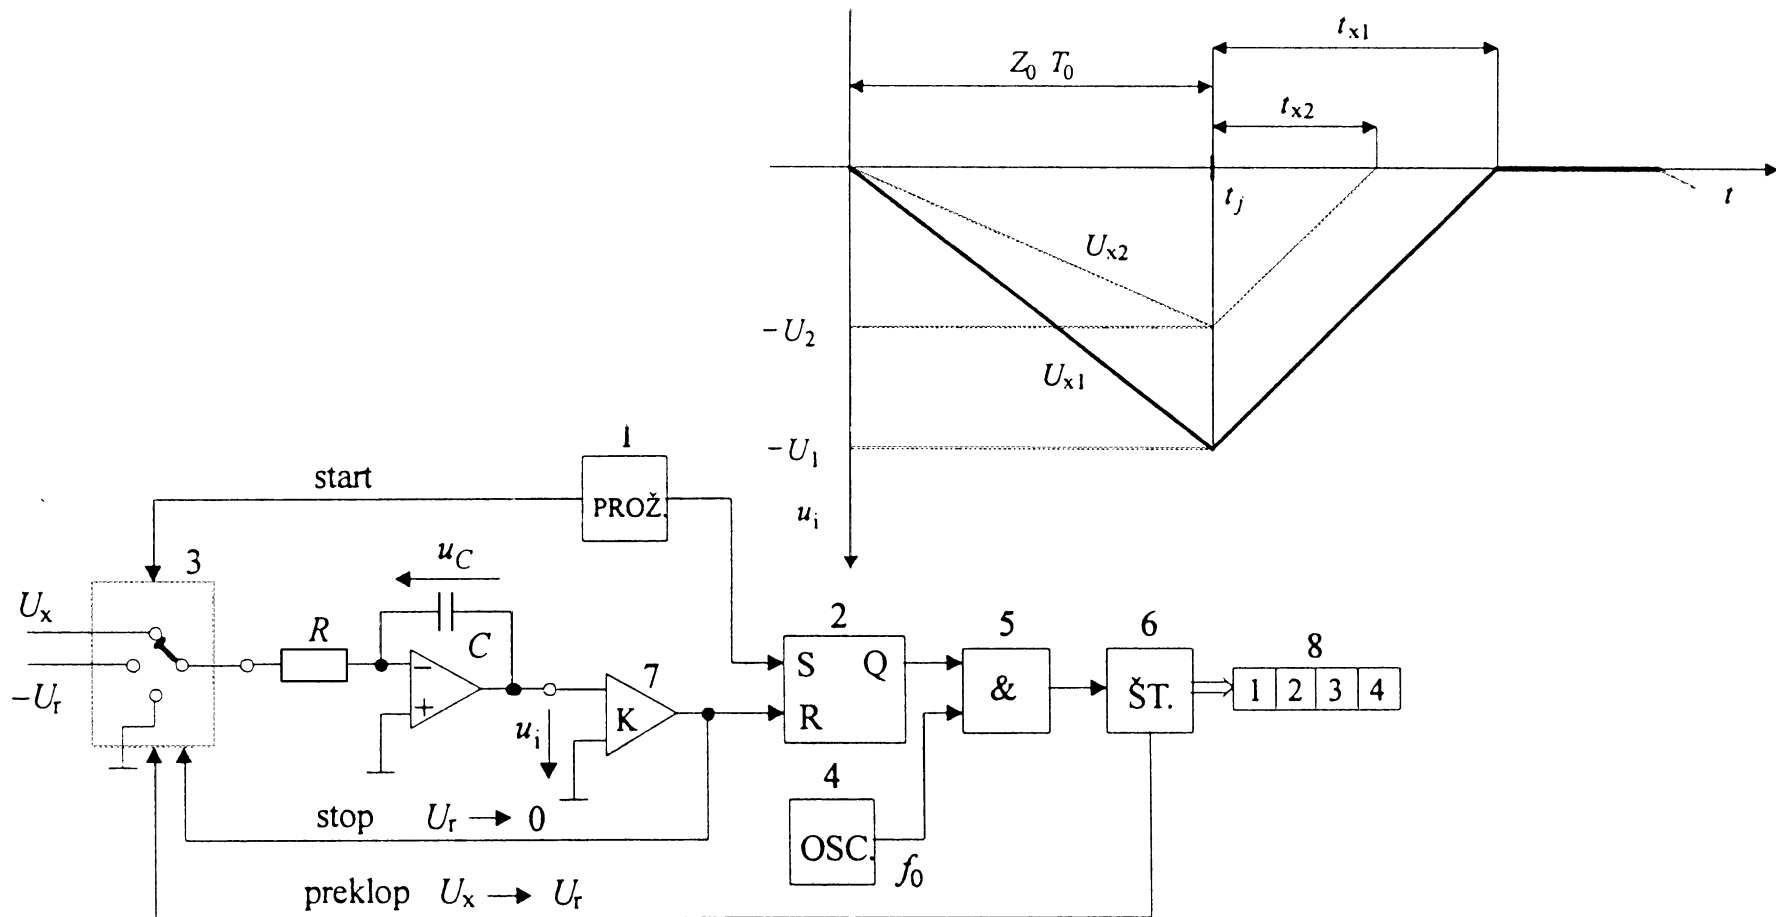 t_x1
Z_0 T_0
t_x2
t_j
t
U_x2
-U_2
U_x1
-U_1
u_i
1
start
PROŽ.
3
u_C
U_x
R
C
2
5
6
8
-
+
7
K
S Q
R
&
ŠT.
1 2 3 4
-U_r
u_i
4
OSC.
f_0
stop U_r → 0
preklop U_x → U_r